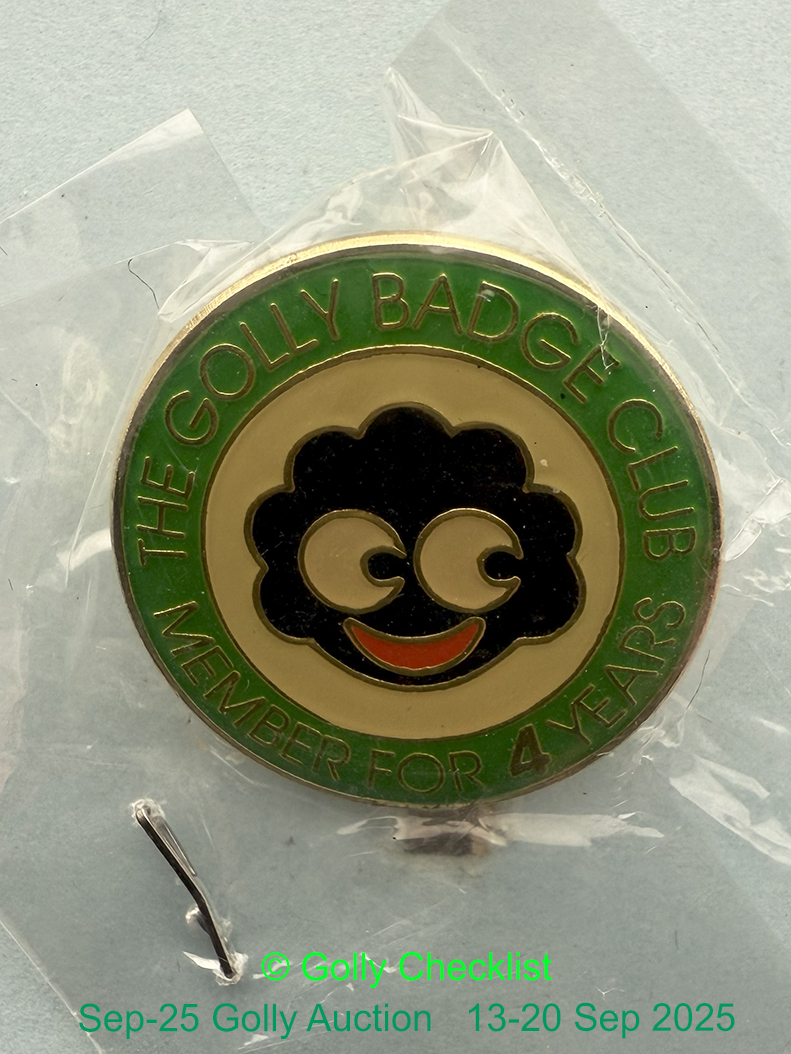 THE GOLLY BADGE CLUB
MEMBER FOR 4 YEARS
© Golly Checklist
Sep-25 Golly Auction 13-20 Sep 2025